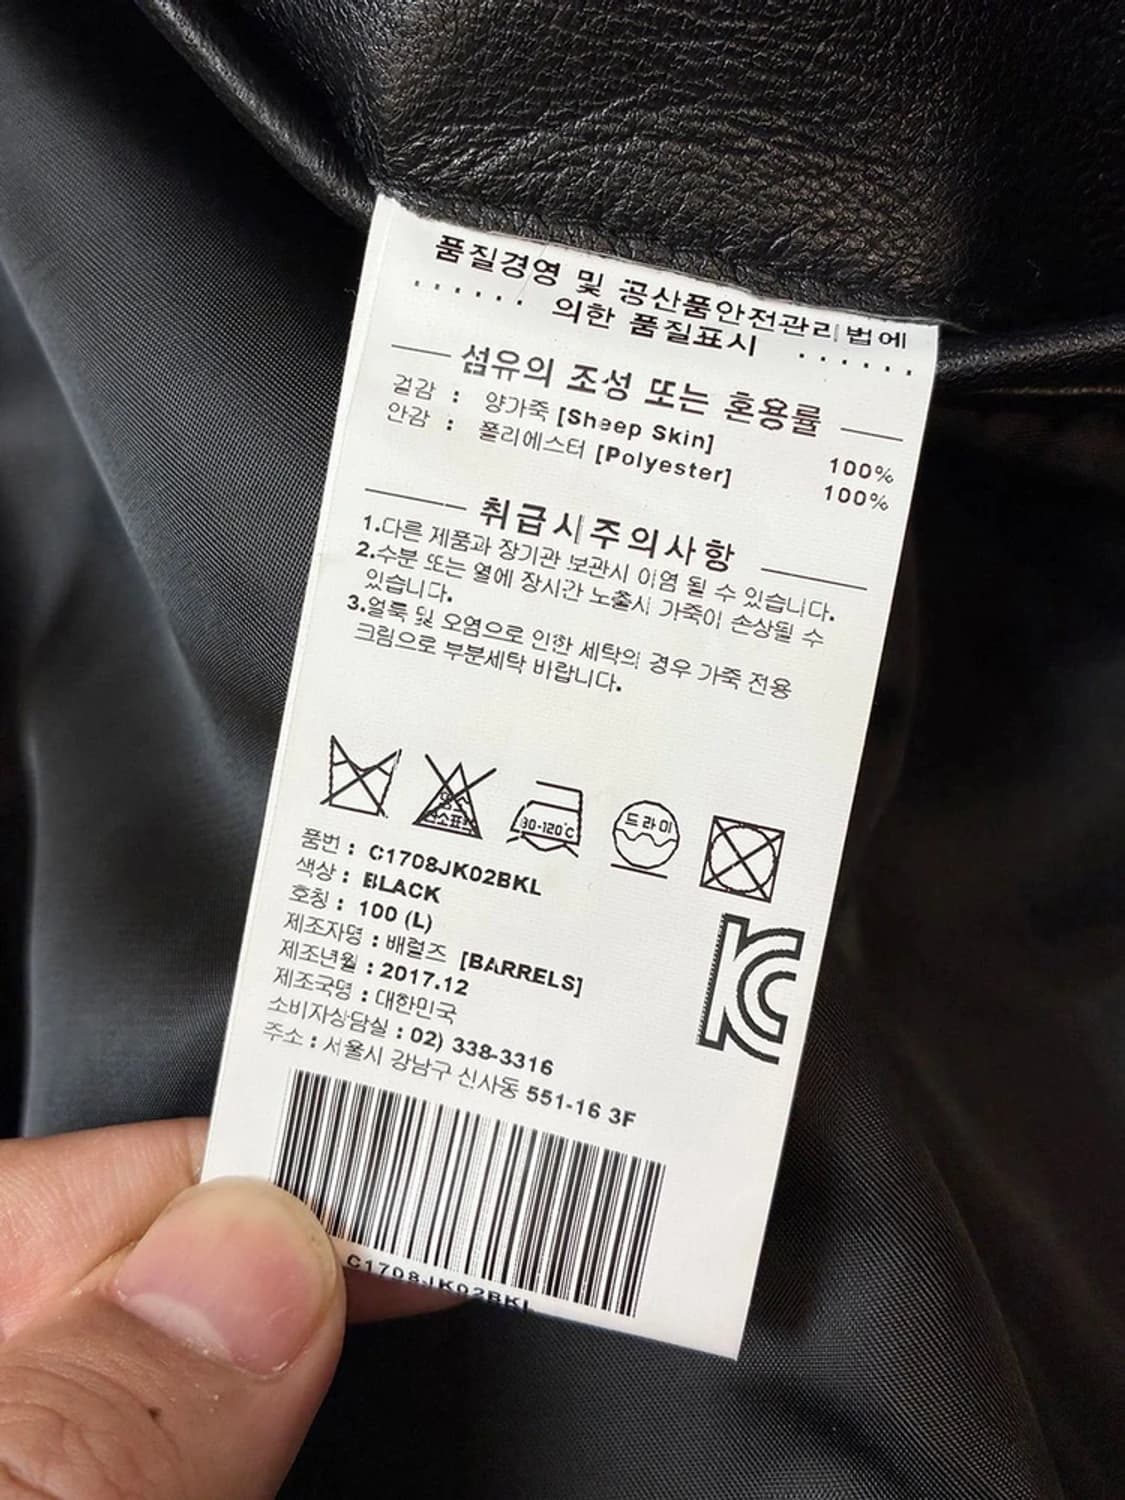 품질경영 및 공산품안전관리법에
······ 의한 품질표시 ······
섬유의 조성 또는 혼용률
겉감 : 양가죽 [Sheep Skin] 100%
안감 : 폴리에스터 [Polyester] 100%
취급시주의사항
1.다른 제품과 장기관 보관시 이염 될 수 있습니다.
2.수분 또는 열에 장시간 노출시 가죽이 손상될 수
있습니다.
3.얼룩 및 오염으로 인한 세탁의 경우 가죽 전용
크림으로 부분세탁 바랍니다.
80-120℃
드라이
품번 : C1708JK02BKL
색상 : BLACK
호칭 : 100 (L)
제조자명 : 배럴즈 [BARRELS]
제조년월 : 2017.12
제조국명 : 대한민국
소비자상담실 : 02) 338-3316
주소 : 서울시 강남구 신사동 551-16 3F
KC
C1708JK02BKL